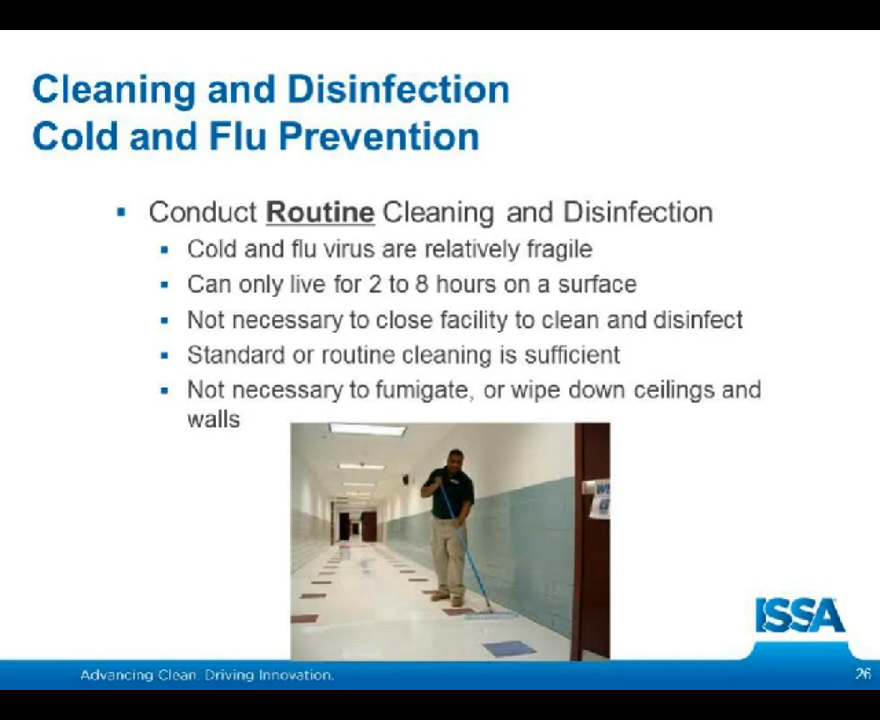 Cleaning and Disinfection
Cold and Flu Prevention
▪ Conduct Routine Cleaning and Disinfection
▪ Cold and flu virus are relatively fragile
▪ Can only live for 2 to 8 hours on a surface
▪ Not necessary to close facility to clean and disinfect
▪ Standard or routine cleaning is sufficient
▪ Not necessary to fumigate, or wipe down ceilings and
walls
ISSA
Advancing Clean. Driving Innovation.
26